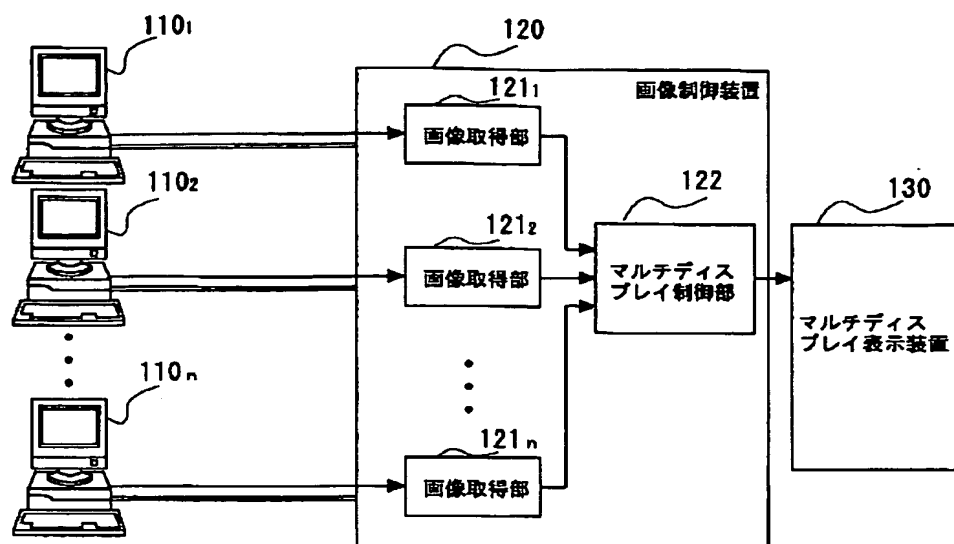 110₁
120
画像制御装置
121₁
画像取得部
110₂
121₂
画像取得部
122
マルチディス
プレイ制御部
130
マルチディス
プレイ表示装置
110ₙ
121ₙ
画像取得部